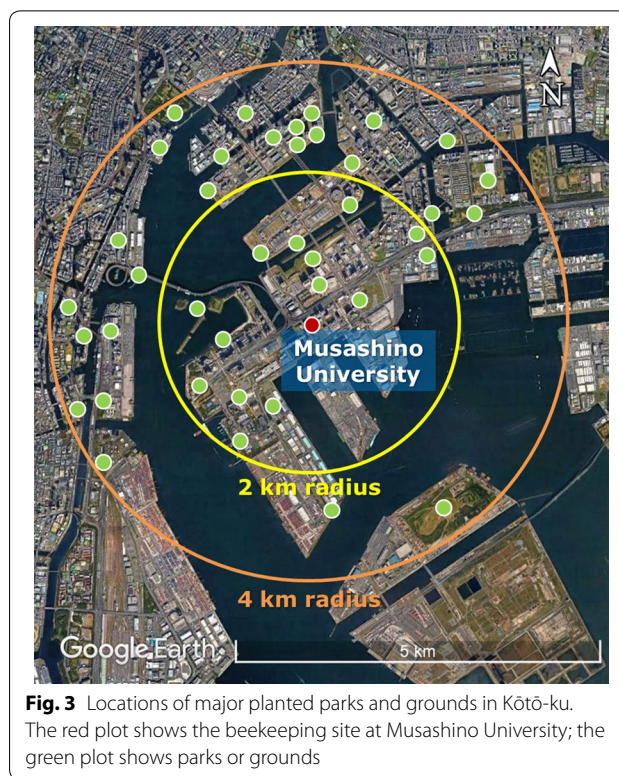 N
Musashino
University
2 km radius
4 km radius
Google Earth
5 km
Fig. 3 Locations of major planted parks and grounds in Kōtō-ku.
The red plot shows the beekeeping site at Musashino University; the
green plot shows parks or grounds